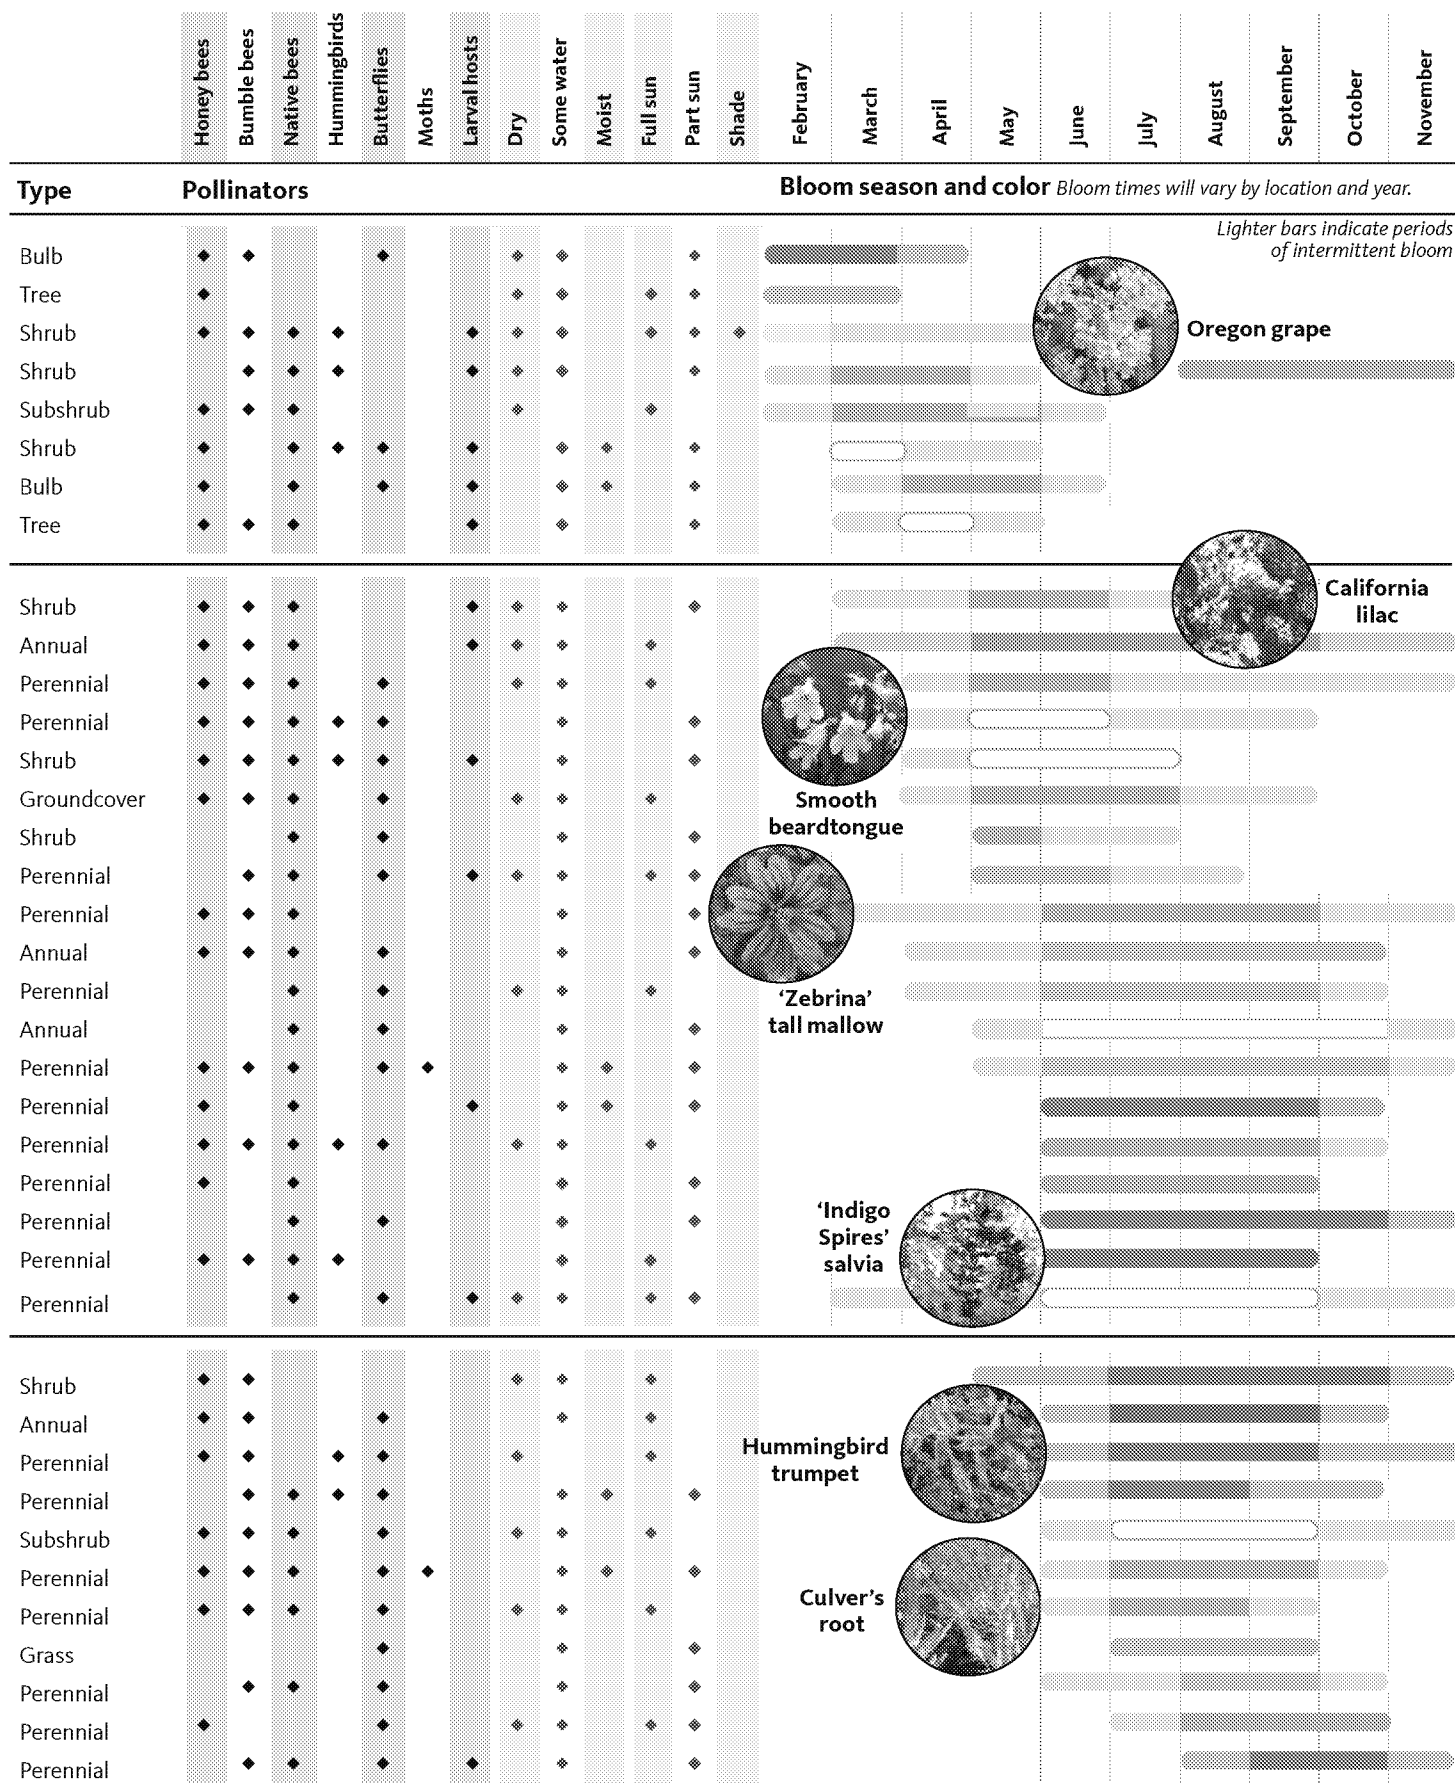 Honey bees
Bumble bees
Native bees
Hummingbirds
Butterflies
Moths
Larval hosts
Dry
Some water
Moist
Full sun
Part sun
Shade
February
March
April
May
June
July
August
September
October
November
Type
Pollinators
Bloom season and color Bloom times will vary by location and year.
Lighter bars indicate periods
of intermittent bloom
Bulb
Tree
Shrub
Oregon grape
Shrub
Subshrub
Shrub
Bulb
Tree
California
lilac
Shrub
Annual
Perennial
Perennial
Shrub
Groundcover
Smooth
beardtongue
Shrub
Perennial
Perennial
Annual
Perennial
‘Zebrina’
tall mallow
Annual
Perennial
Perennial
Perennial
Perennial
‘Indigo
Spires’
salvia
Perennial
Perennial
Perennial
Shrub
Annual
Hummingbird
trumpet
Perennial
Perennial
Subshrub
Perennial
Culver’s
root
Perennial
Grass
Perennial
Perennial
Perennial